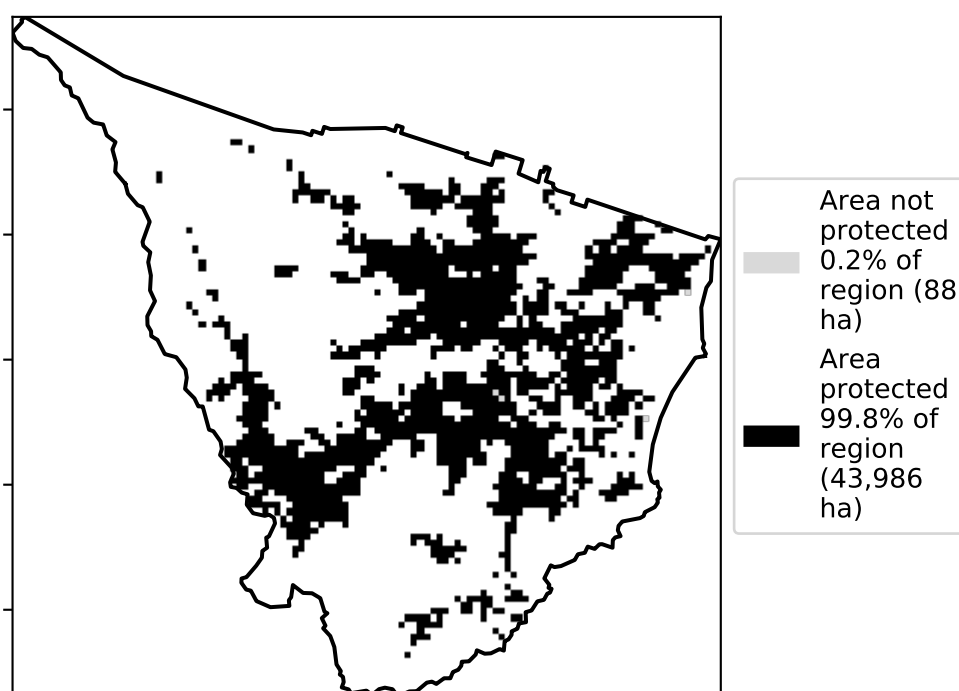 Area not
protected
0.2% of
region (88
ha)
Area
protected
99.8% of
region
(43,986
ha)